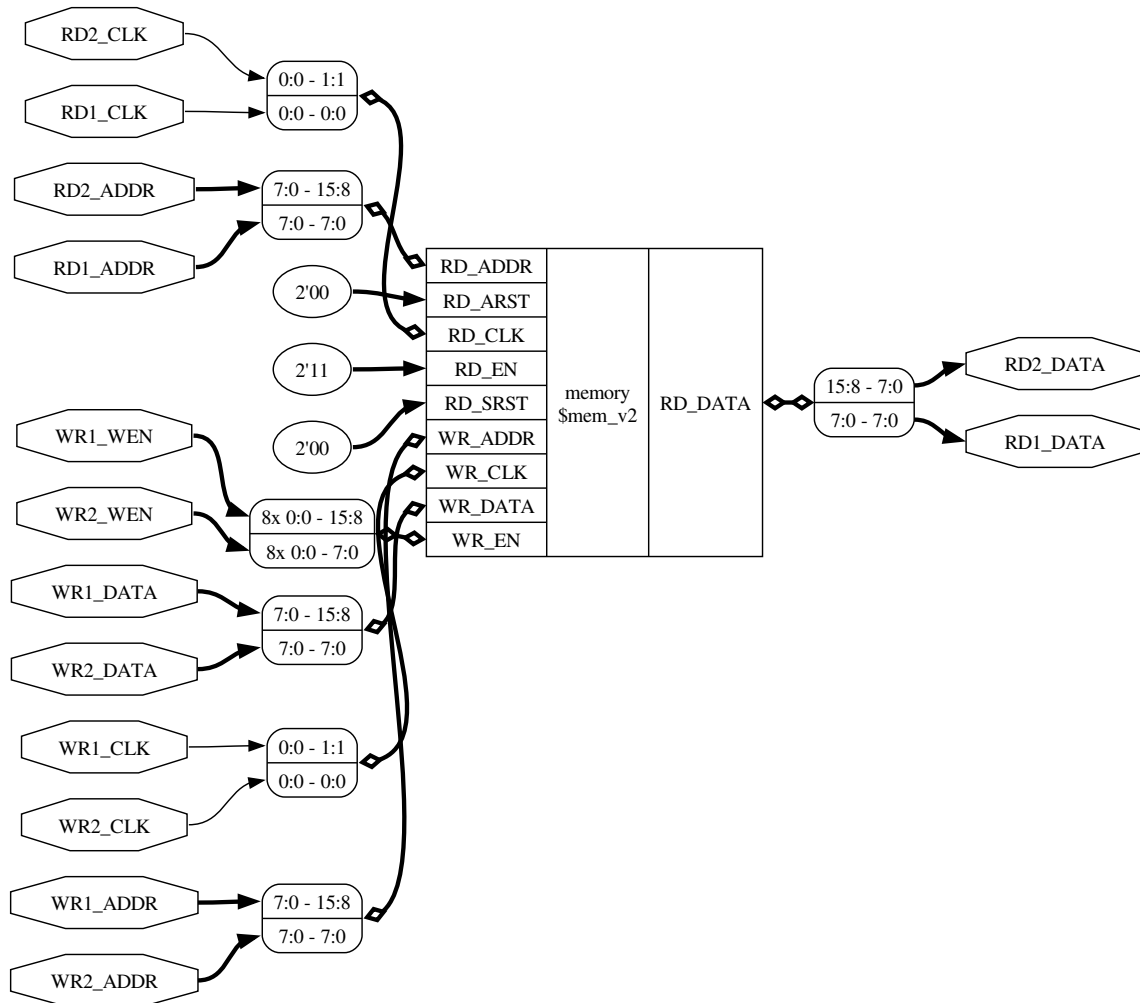 RD2_CLK
0:0 - 1:1
RD1_CLK
0:0 - 0:0
RD2_ADDR
7:0 - 15:8
RD1_ADDR
7:0 - 7:0
2'00
2'11
2'00
RD_ADDR
RD_ARST
RD_CLK
RD_EN
RD_SRST
WR_ADDR
WR_CLK
WR_DATA
WR_EN
memory
$mem_v2
RD_DATA
15:8 - 7:0
7:0 - 7:0
RD2_DATA
RD1_DATA
WR1_WEN
WR2_WEN
8x 0:0 - 15:8
8x 0:0 - 7:0
WR1_DATA
7:0 - 15:8
WR2_DATA
7:0 - 7:0
WR1_CLK
0:0 - 1:1
WR2_CLK
0:0 - 0:0
WR1_ADDR
7:0 - 15:8
WR2_ADDR
7:0 - 7:0